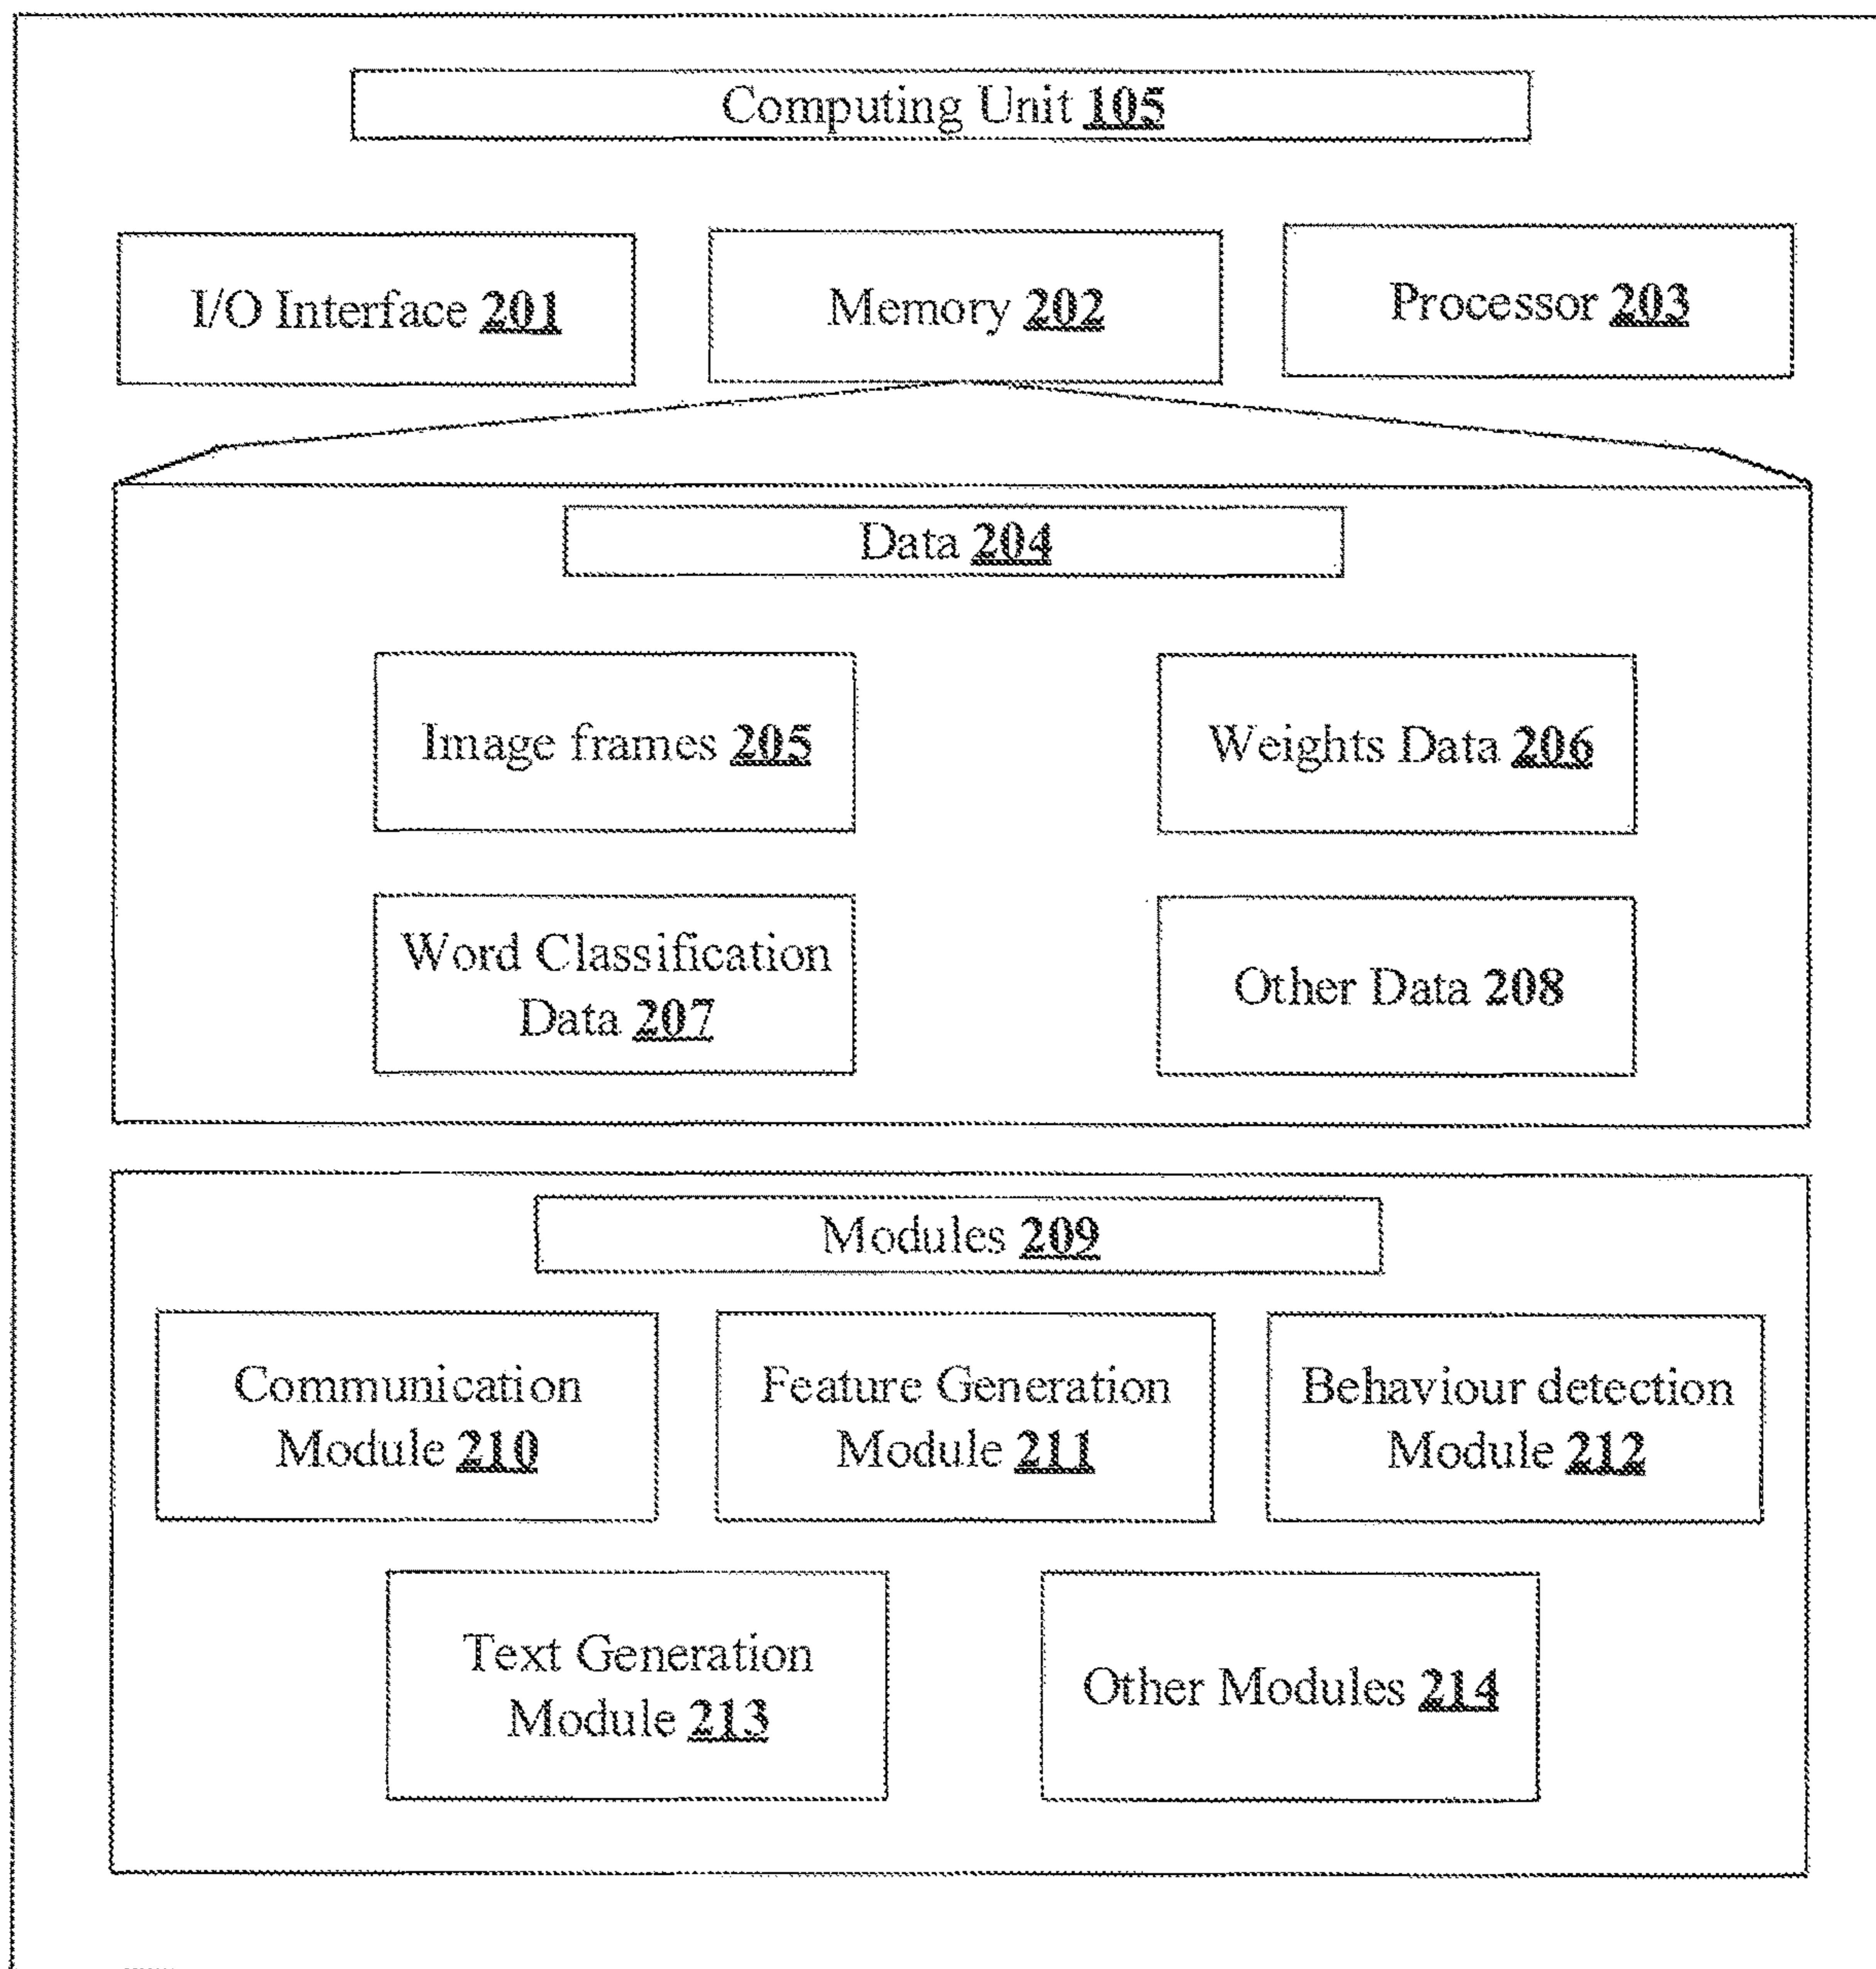 Computing Unit 105
I/O Interface 201
Memory 202
Processor 203
Data 204
Image frames 205
Weights Data 206
Word Classification
Data 207
Other Data 208
Modules 209
Communication
Module 210
Feature Generation
Module 211
Behaviour detection
Module 212
Text Generation
Module 213
Other Modules 214